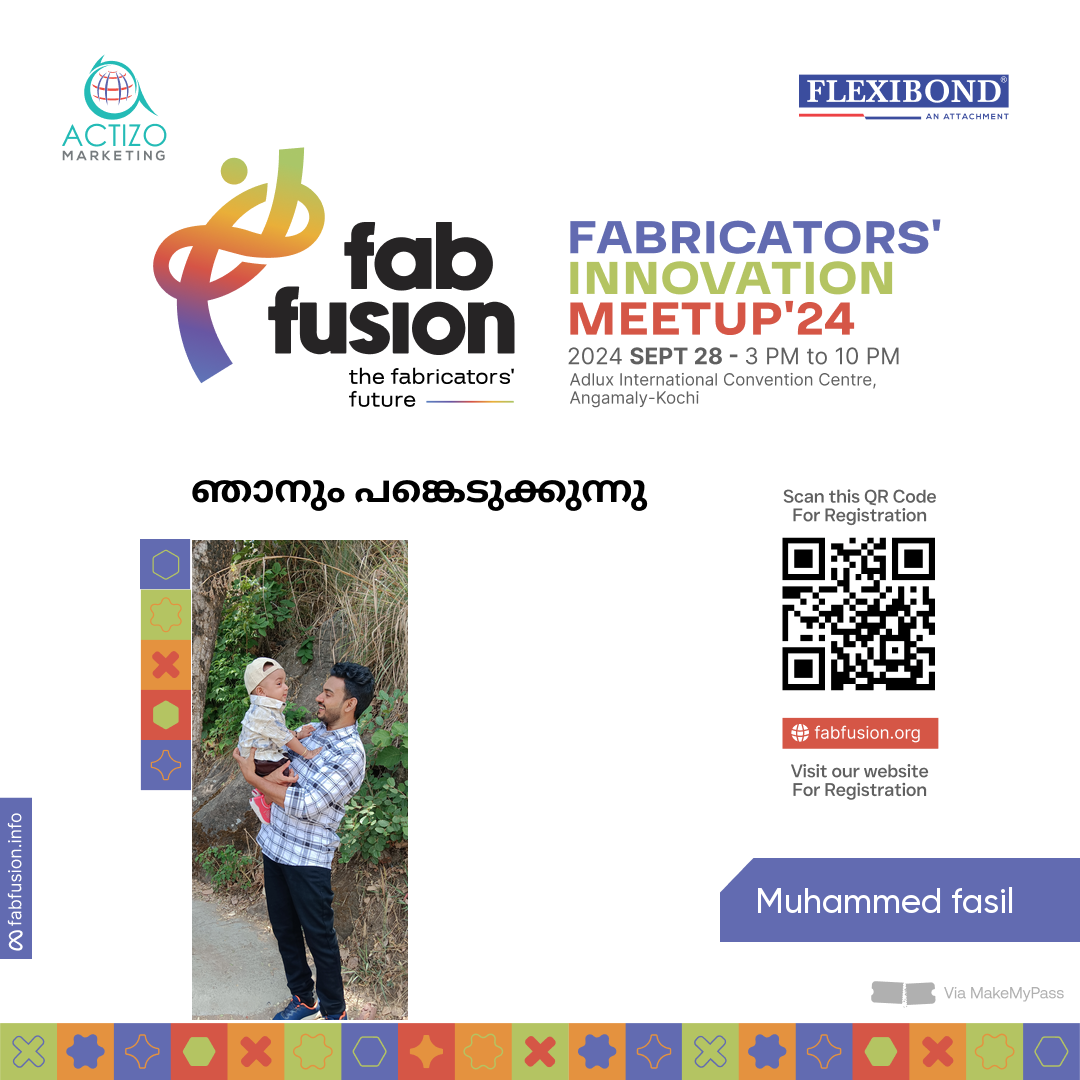 ACTIZO
MARKETING
FLEXIBOND®
AN ATTACHMENT
fab
fusion
the fabricators'
future
FABRICATORS'
INNOVATION
MEETUP'24
2024 SEPT 28 - 3 PM to 10 PM
Adlux International Convention Centre,
Angamaly-Kochi
ഞാനും പങ്കെടുക്കുന്നു
Scan this QR Code
For Registration
fabfusion.org
Visit our website
For Registration
fabfusion.info
Muhammed fasil
Via MakeMyPass